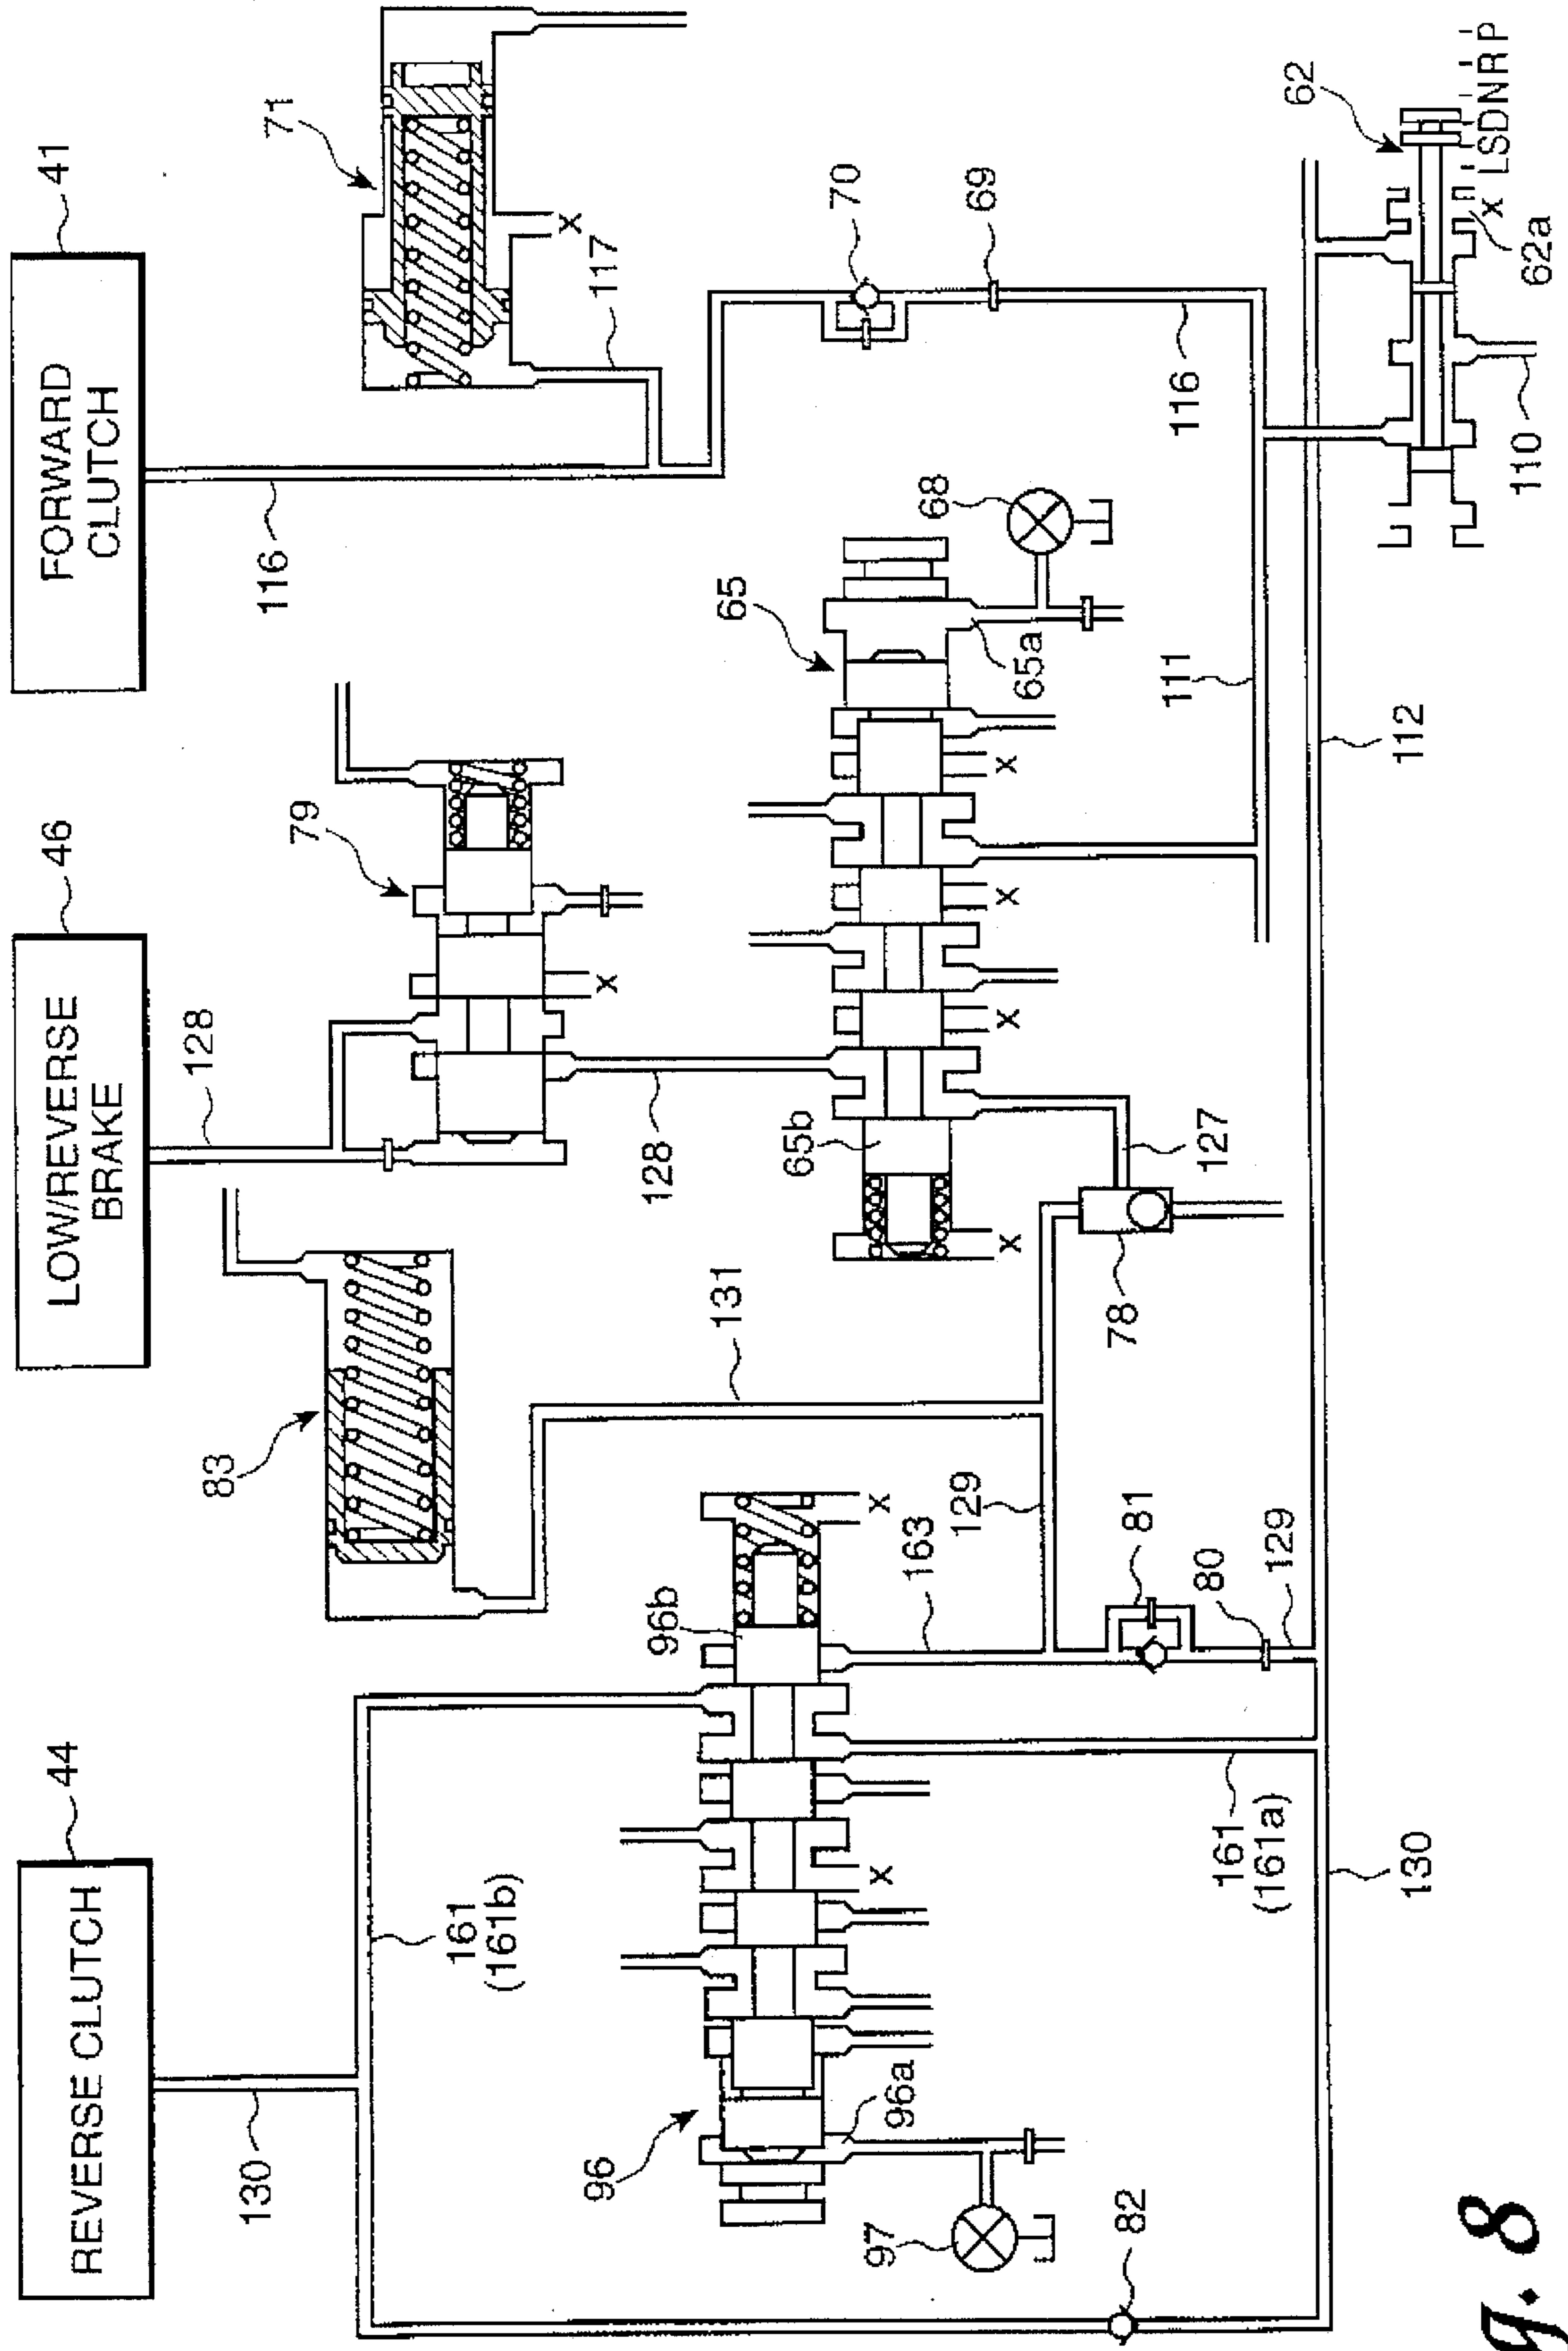 REVERSE CLUTCH
44
LOW/REVERSE
BRAKE
46
FORWARD
CLUTCH
41
130
161
(161b)
83
128
79
116
71
x
117
96
96a
97
x
96b
x
163
131
129
128
65b
x
x
x
x
65
65a
68
70
69
82
130
161
(161a)
81
80
129
78
127
112
111
116
110
62
62a
x
LSDNRP
g. 8